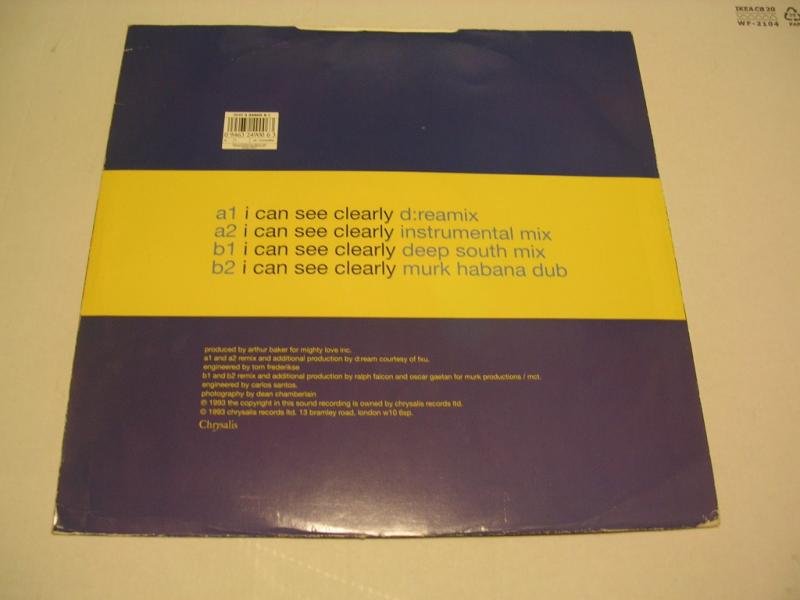 IKEA CB 20
WF-2104
a1 i can see clearly d:reamix
a2 i can see clearly instrumental mix
b1 i can see clearly deep south mix
b2 i can see clearly murk habana dub
produced by arthur baker for mighty love inc.
a1 and a2 remix and additional production by d:ream courtesy of fxu.
engineered by tom frederikse
b1 and b2 remix and additional production by ralph falcon and oscar gaetan for murk productions / mct.
engineered by carlos santos.
photography by dean chamberlain
℗ 1993 the copyright in this sound recording is owned by chrysalis records ltd.
© 1993 chrysalis records ltd. 13 bramley road, london w10 6sp.
Chrysalis